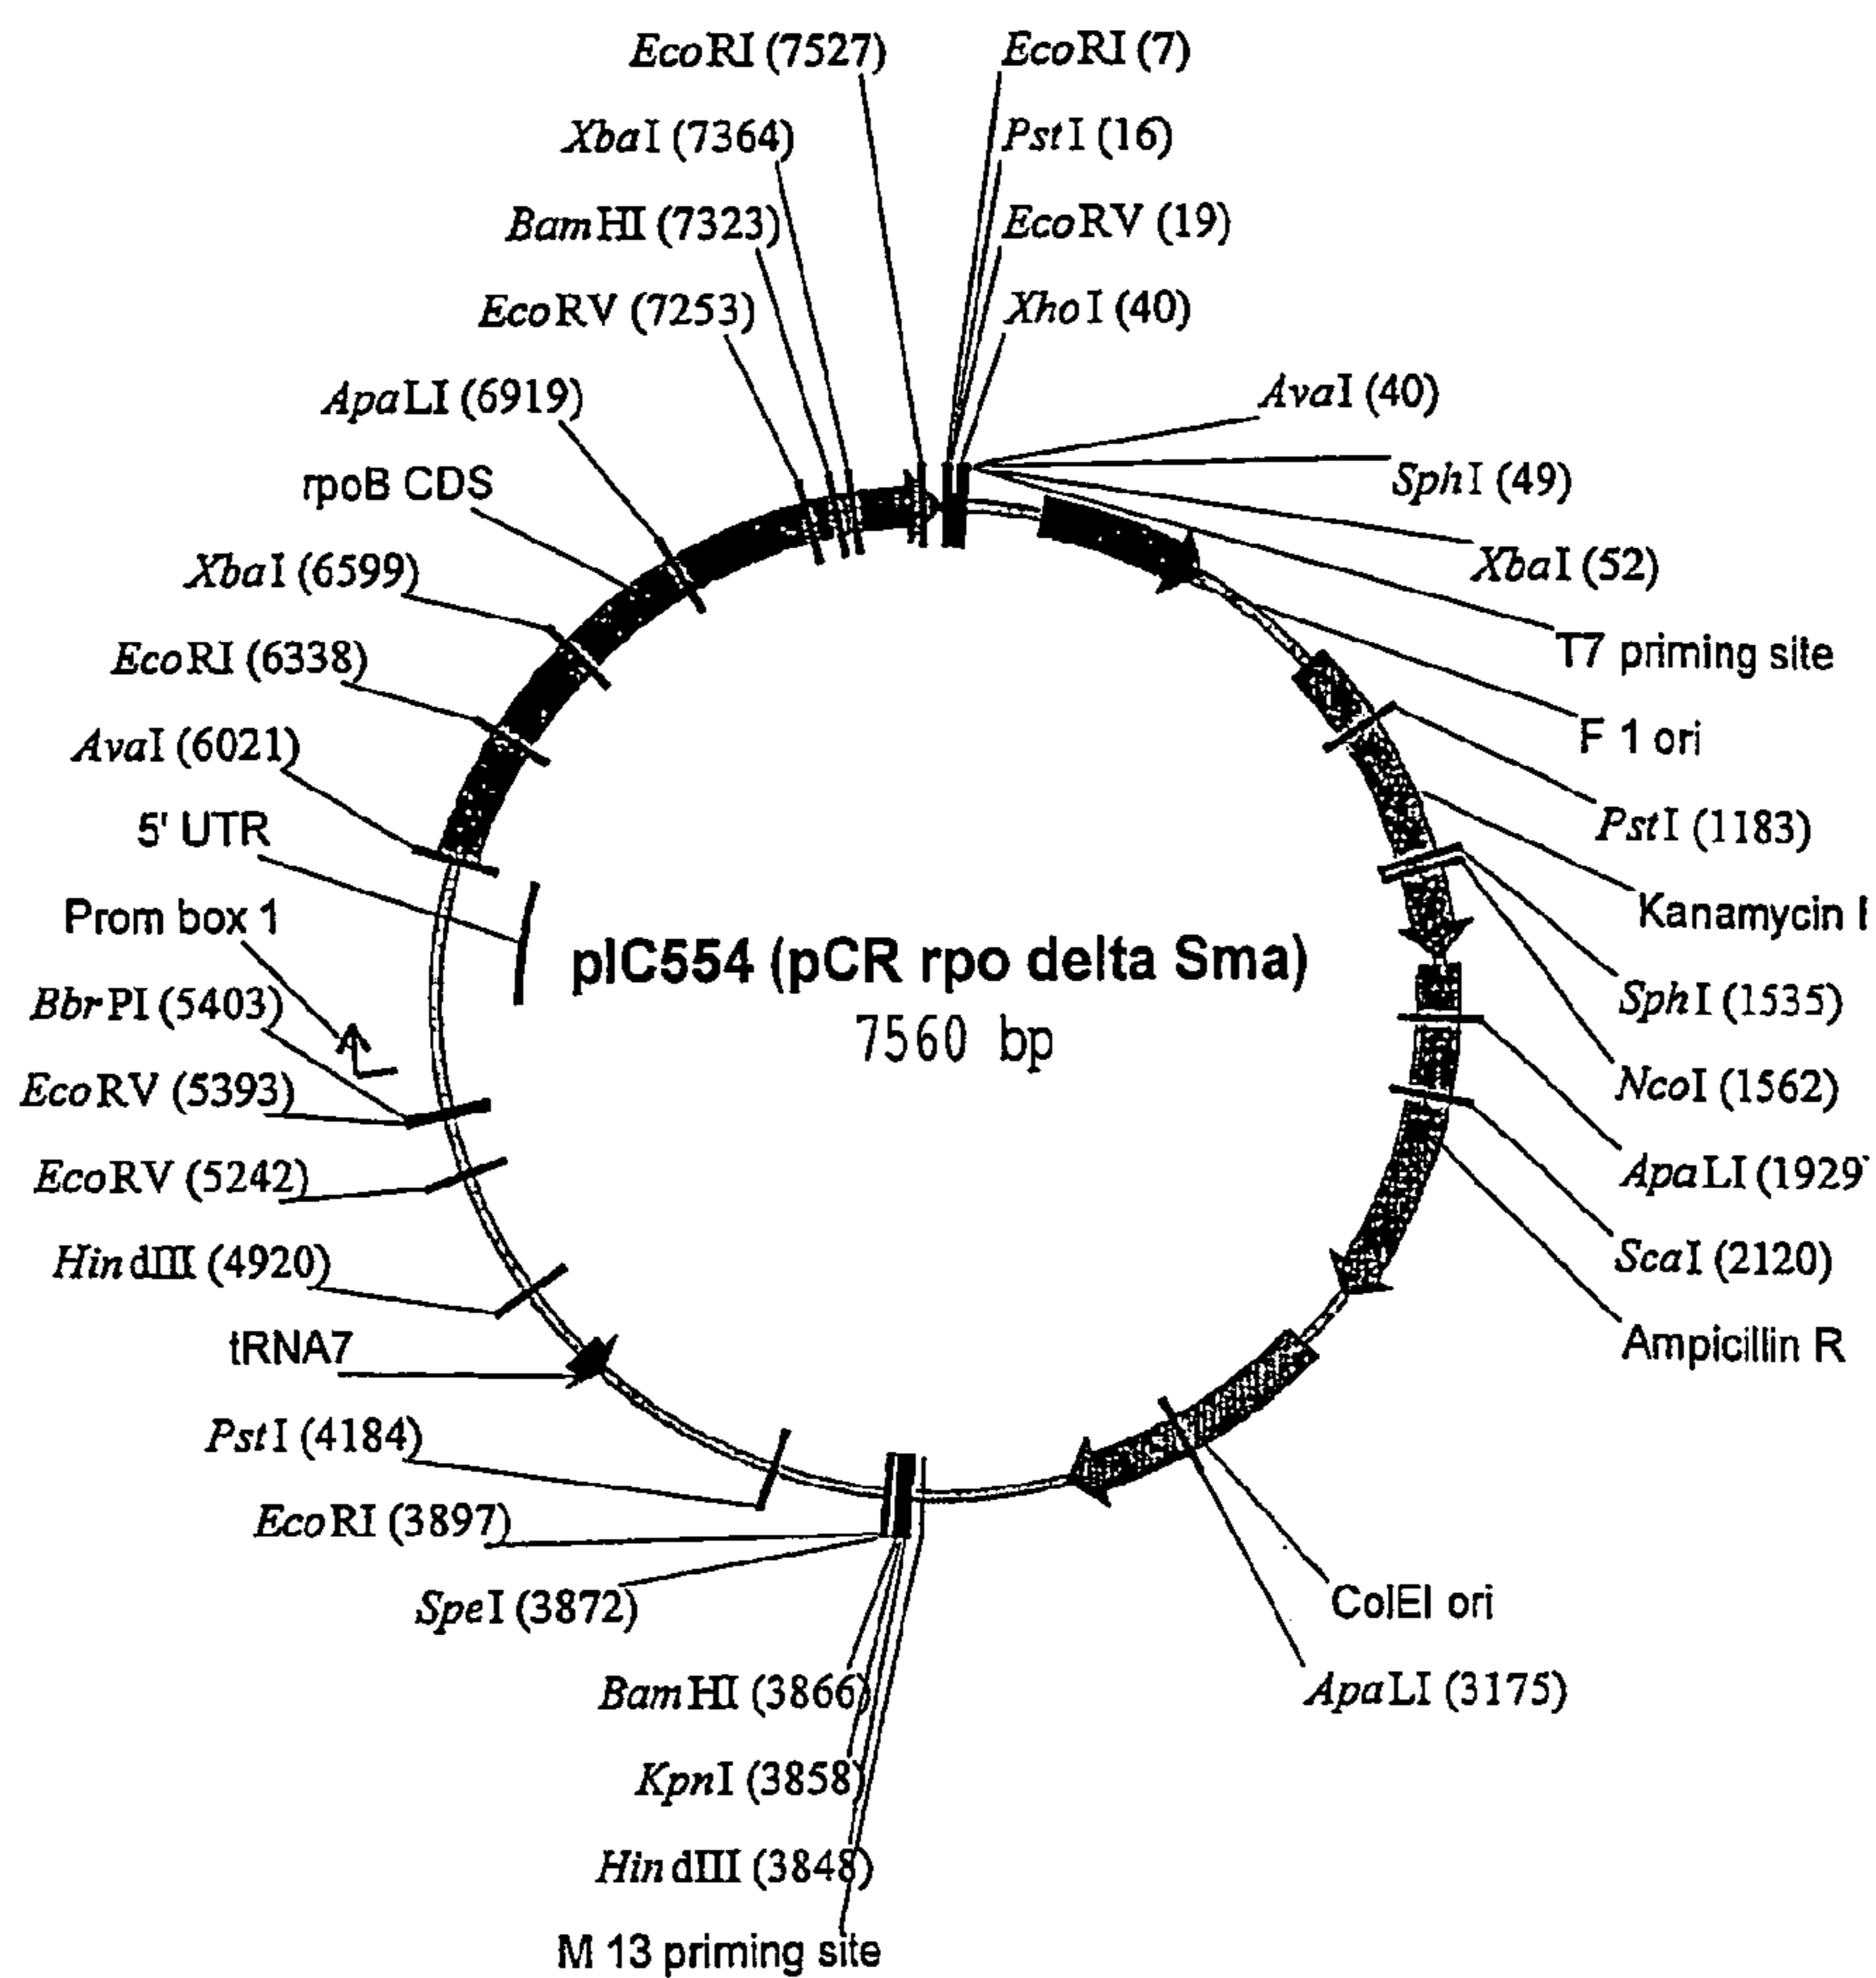 EcoRI (7527)
EcoRI (7)
XbaI (7364)
PstI (16)
BamHI (7323)
EcoRV (19)
EcoRV (7253)
XhoI (40)
ApaLI (6919)
AvaI (40)
rpoB CDS
SphI (49)
XbaI (6599)
XbaI (52)
EcoRI (6338)
T7 priming site
AvaI (6021)
F 1 ori
5' UTR
PstI (1183)
Prom box 1
Kanamycin
pIC554 (pCR rpo delta Sma)
7560 bp
BbrPI (5403)
SphI (1535)
EcoRV (5393)
NcoI (1562)
EcoRV (5242)
ApaLI (1929
HindIII (4920)
ScaI (2120)
tRNA7
Ampicillin R
PstI (4184)
EcoRI (3897)
SpeI (3872)
ColEI ori
BamHI (3866)
ApaLI (3175)
KpnI (3858)
HindIII (3848)
M 13 priming site